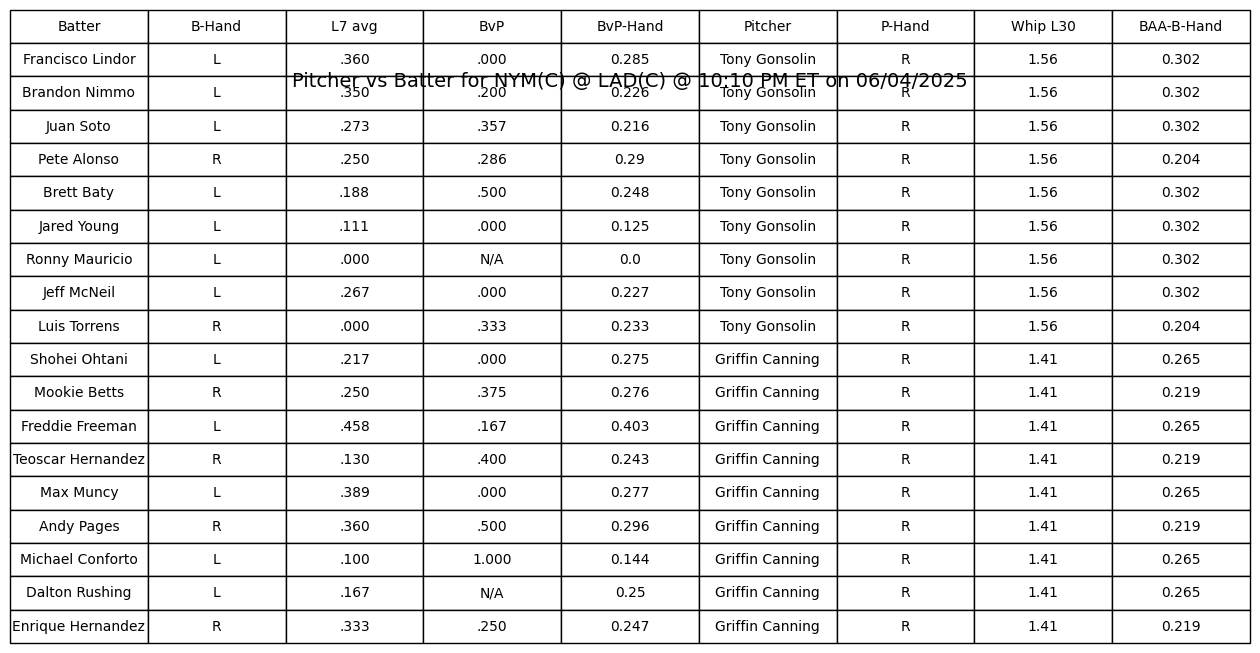 Batter B-Hand L7 avg BvP BvP-Hand Pitcher P-Hand Whip L30 BAA-B-Hand
Francisco Lindor L .360 .000 0.285 Tony Gonsolin R 1.56 0.302
Pitcher vs Batter for NYM(C) @ LAD(C) @ 10:10 PM ET on 06/04/2025
Brandon Nimmo L .350 .200 0.226 Tony Gonsolin R 1.56 0.302
Juan Soto L .273 .357 0.216 Tony Gonsolin R 1.56 0.302
Pete Alonso R .250 .286 0.29 Tony Gonsolin R 1.56 0.204
Brett Baty L .188 .500 0.248 Tony Gonsolin R 1.56 0.302
Jared Young L .111 .000 0.125 Tony Gonsolin R 1.56 0.302
Ronny Mauricio L .000 N/A 0.0 Tony Gonsolin R 1.56 0.302
Jeff McNeil L .267 .000 0.227 Tony Gonsolin R 1.56 0.302
Luis Torrens R .000 .333 0.233 Tony Gonsolin R 1.56 0.204
Shohei Ohtani L .217 .000 0.275 Griffin Canning R 1.41 0.265
Mookie Betts R .250 .375 0.276 Griffin Canning R 1.41 0.219
Freddie Freeman L .458 .167 0.403 Griffin Canning R 1.41 0.265
Teoscar Hernandez R .130 .400 0.243 Griffin Canning R 1.41 0.219
Max Muncy L .389 .000 0.277 Griffin Canning R 1.41 0.265
Andy Pages R .360 .500 0.296 Griffin Canning R 1.41 0.219
Michael Conforto L .100 1.000 0.144 Griffin Canning R 1.41 0.265
Dalton Rushing L .167 N/A 0.25 Griffin Canning R 1.41 0.265
Enrique Hernandez R .333 .250 0.247 Griffin Canning R 1.41 0.219